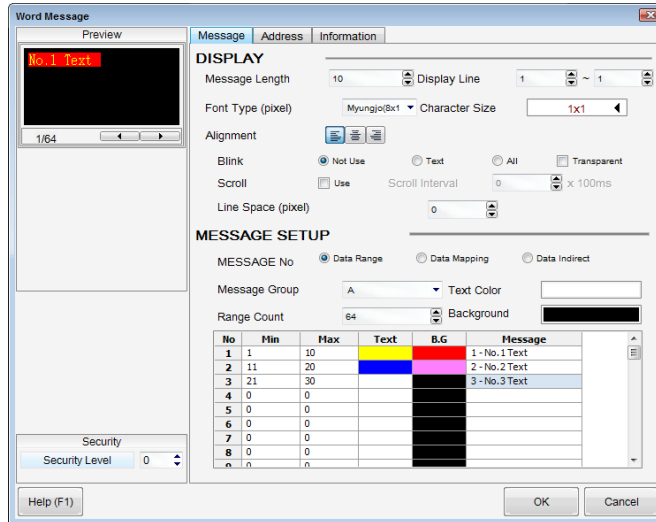 Word Message
Preview
No.1 Text
1/64
Security
Security Level 0
Message Address Information
DISPLAY
Message Length 10 Display Line 1 ~ 1
Font Type (pixel) Myungjo(8x1 Character Size 1x1
Alignment
Blink Not Use Text All Transparent
Scroll Use Scroll Interval 0 x 100ms
Line Space (pixel) 0
MESSAGE SETUP
MESSAGE No Data Range Data Mapping Data Indirect
Message Group A Text Color
Range Count 64 Background
No Min Max Text B.G Message
1 1 10 1 - No.1 Text
2 11 20 2 - No.2 Text
3 21 30 3 - No.3 Text
4 0 0
5 0 0
6 0 0
7 0 0
8 0 0
9 0 0
Help (F1) OK Cancel